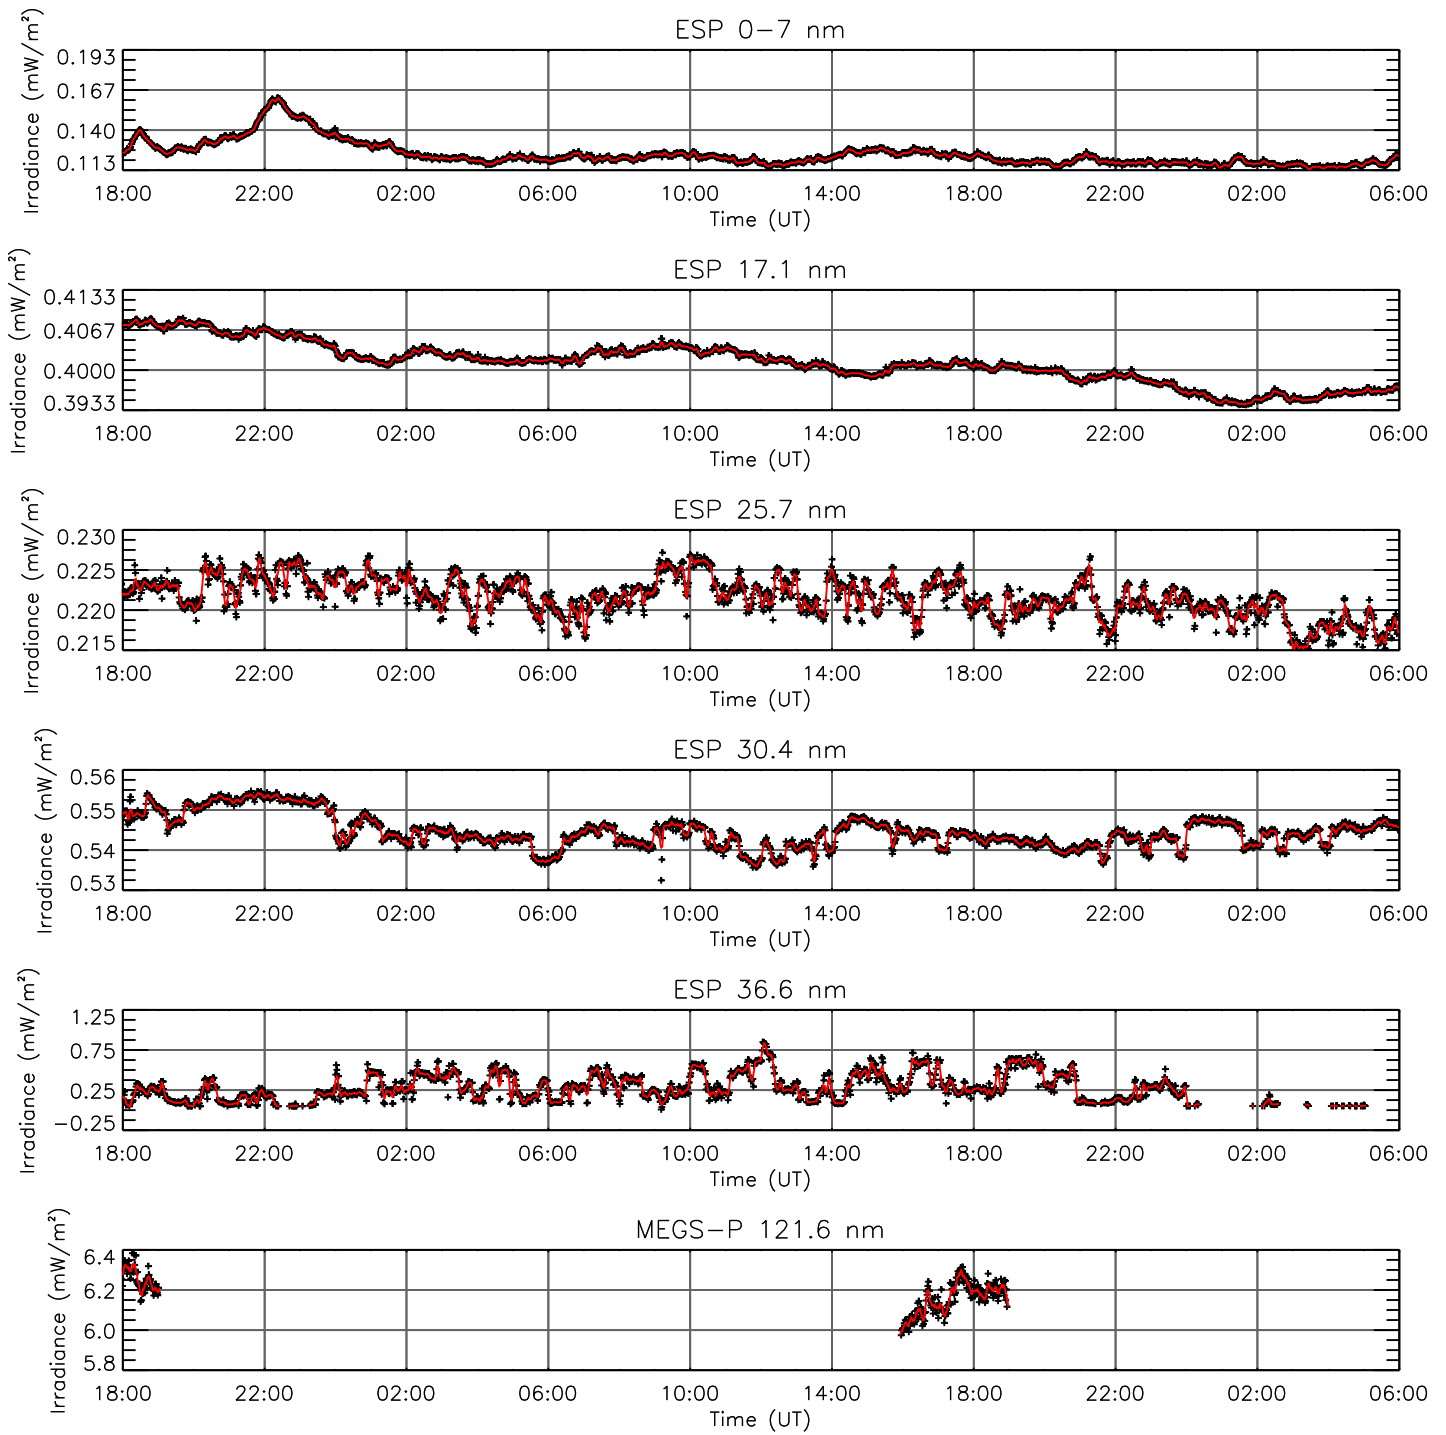 ESP 0-7 nm
Irradiance (mW/m²)
0.193
0.167
0.140
0.113
18:00 22:00 02:00 06:00 10:00 14:00 18:00 22:00 02:00 06:00
Time (UT)
ESP 17.1 nm
Irradiance (mW/m²)
0.4133
0.4067
0.4000
0.3933
18:00 22:00 02:00 06:00 10:00 14:00 18:00 22:00 02:00 06:00
Time (UT)
ESP 25.7 nm
Irradiance (mW/m²)
0.230
0.225
0.220
0.215
18:00 22:00 02:00 06:00 10:00 14:00 18:00 22:00 02:00 06:00
Time (UT)
ESP 30.4 nm
Irradiance (mW/m²)
0.56
0.55
0.54
0.53
18:00 22:00 02:00 06:00 10:00 14:00 18:00 22:00 02:00 06:00
Time (UT)
ESP 36.6 nm
Irradiance (mW/m²)
1.25
0.75
0.25
-0.25
18:00 22:00 02:00 06:00 10:00 14:00 18:00 22:00 02:00 06:00
Time (UT)
MEGS-P 121.6 nm
Irradiance (mW/m²)
6.4
6.2
6.0
5.8
18:00 22:00 02:00 06:00 10:00 14:00 18:00 22:00 02:00 06:00
Time (UT)